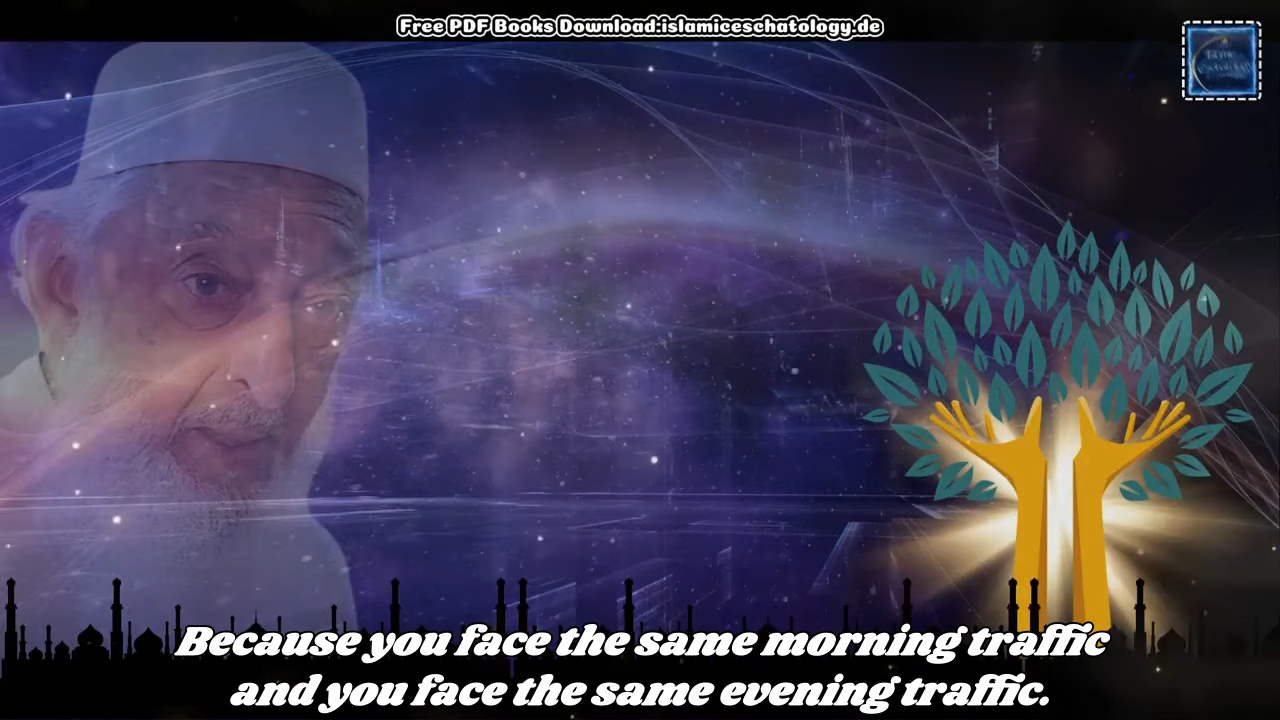 Free PDF Books Download:islamiceschatology.de
Because you face the same morning traffic
and you face the same evening traffic.